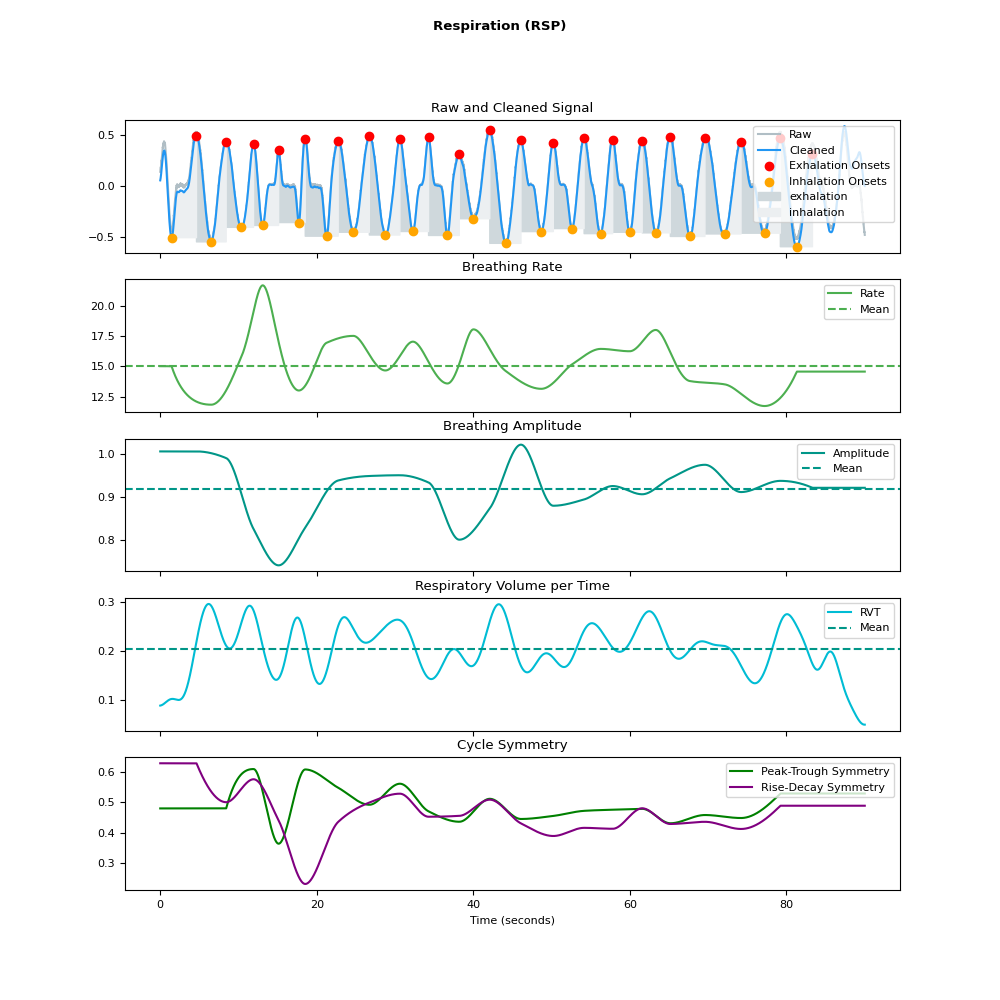 Respiration (RSP)
Raw and Cleaned Signal
0.5
0.0
−0.5
Raw
Cleaned
Exhalation Onsets
Inhalation Onsets
exhalation
inhalation
Breathing Rate
20.0
17.5
15.0
12.5
Rate
Mean
Breathing Amplitude
1.0
0.9
0.8
Amplitude
Mean
Respiratory Volume per Time
0.3
0.2
0.1
RVT
Mean
Cycle Symmetry
0.6
0.5
0.4
0.3
Peak-Trough Symmetry
Rise-Decay Symmetry
0 20 40 60 80
Time (seconds)